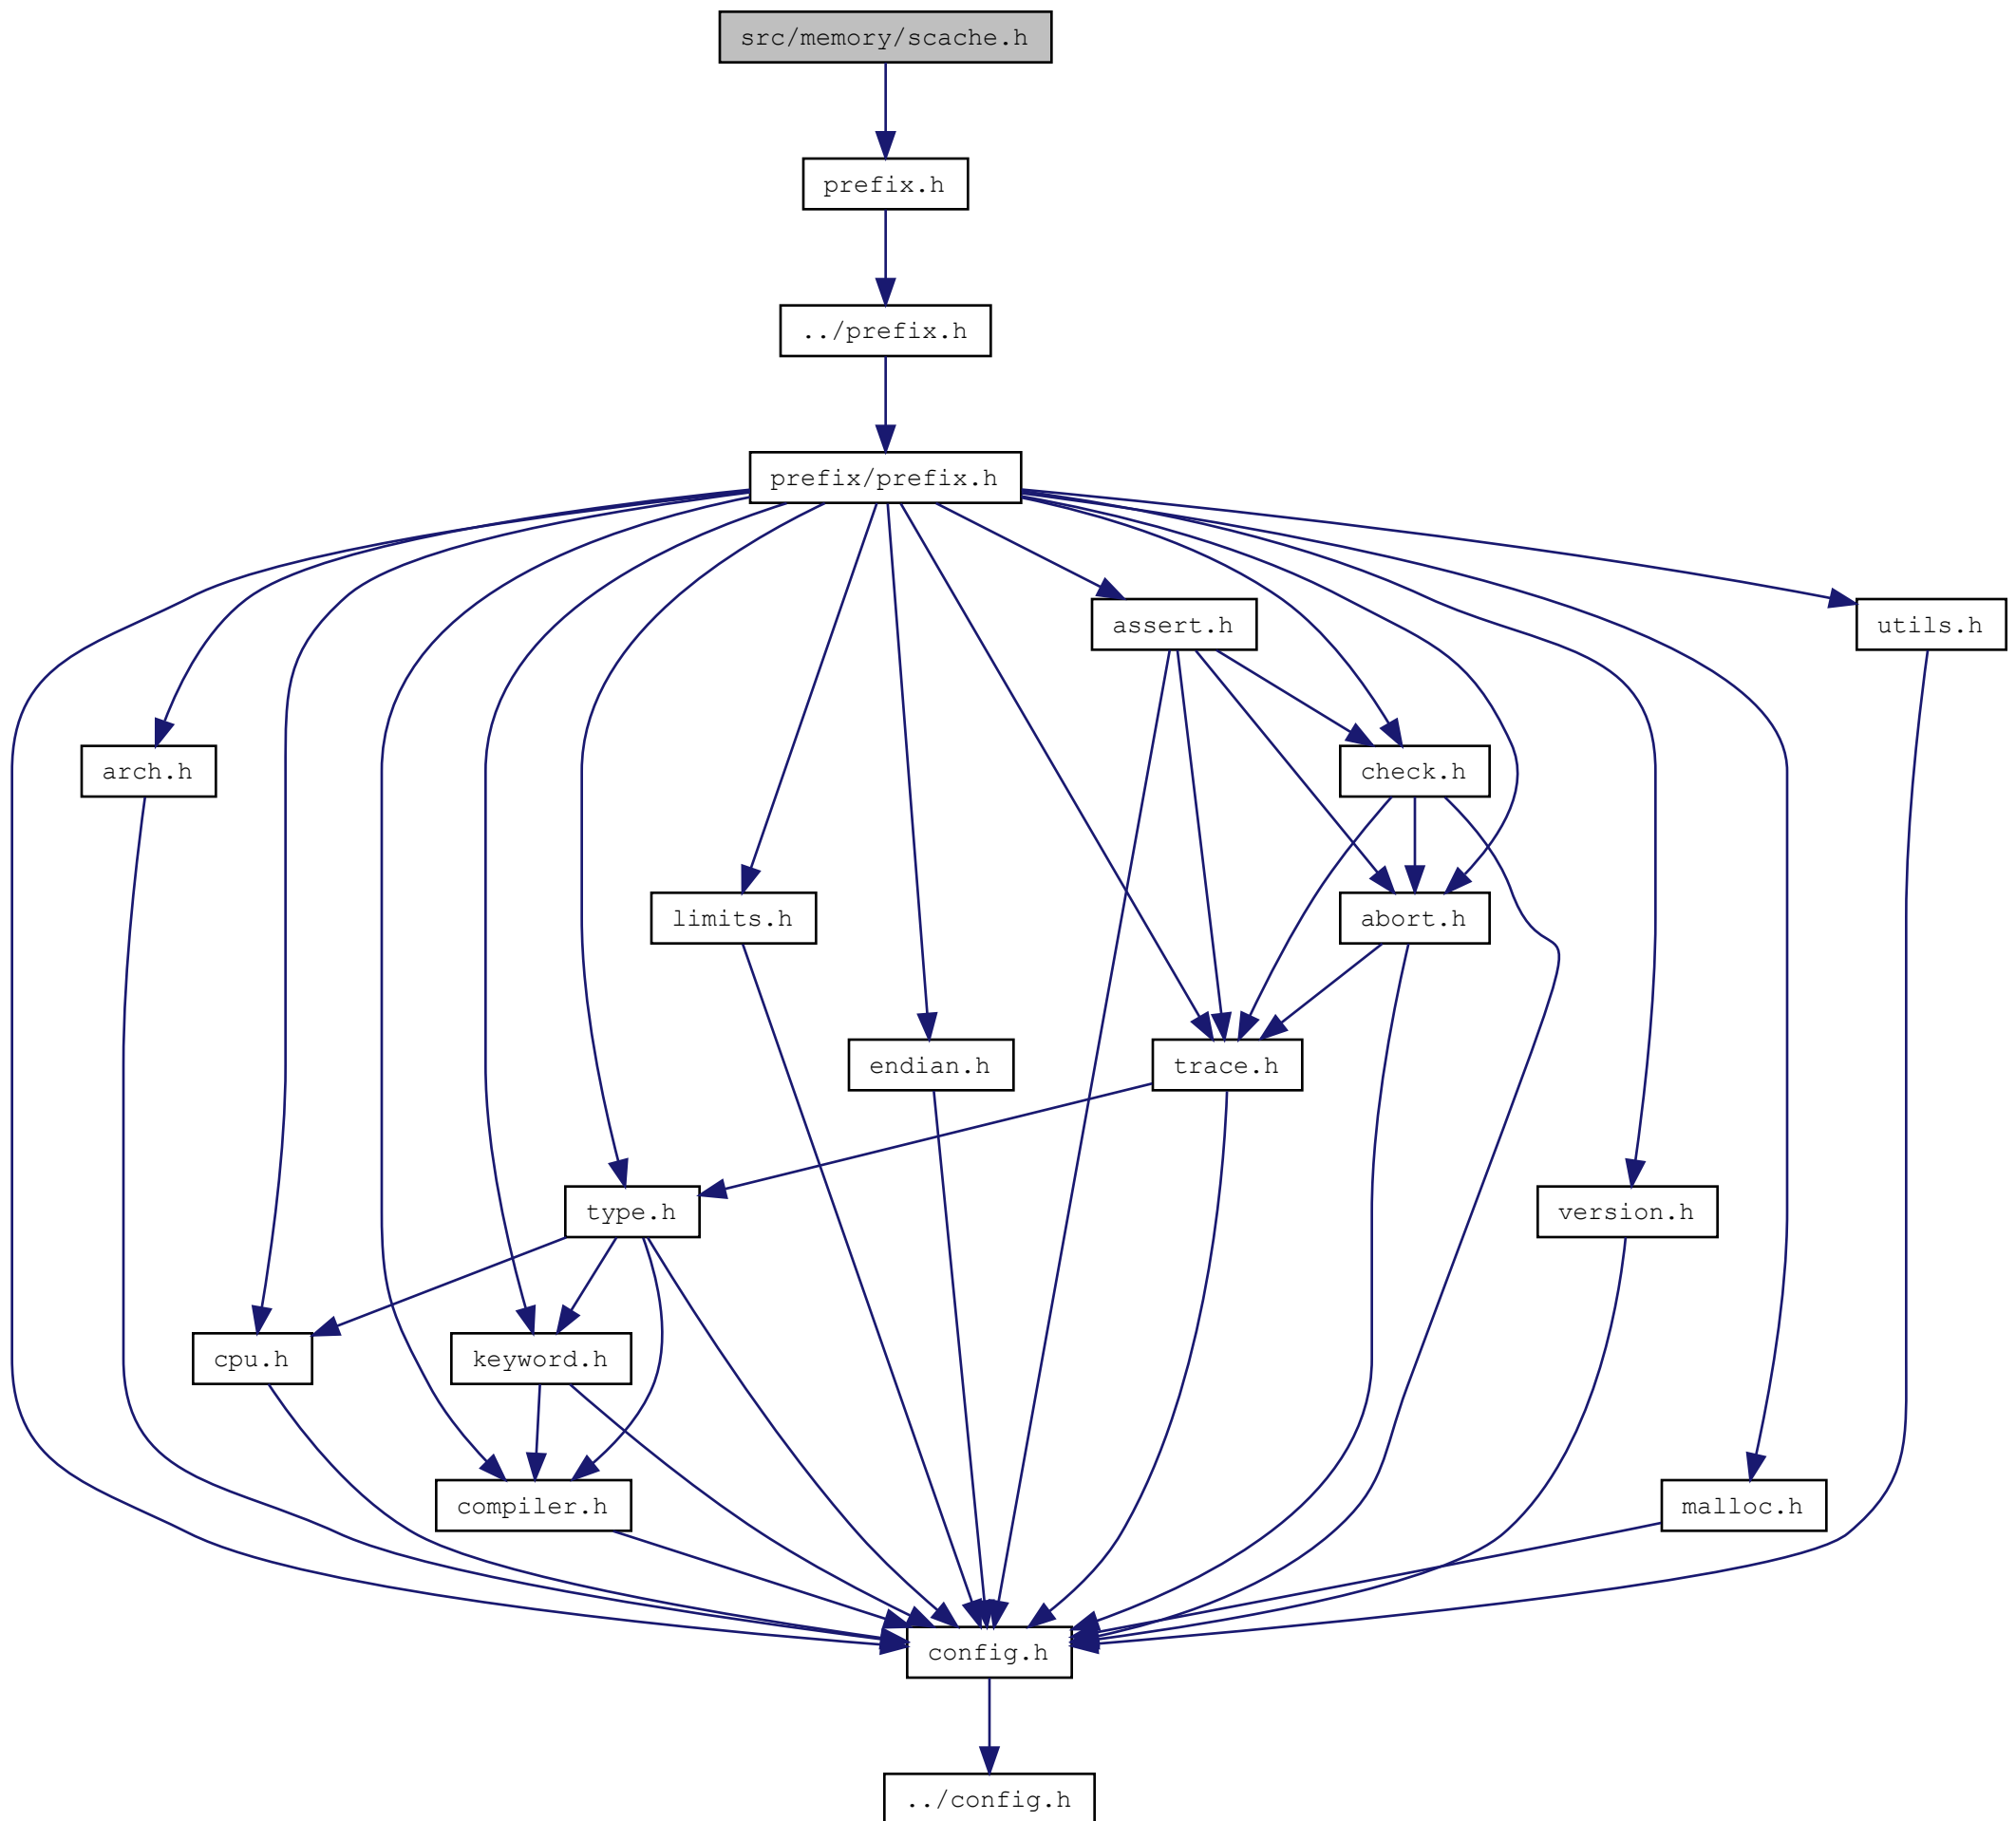 src/memory/scache.h
prefix.h
../prefix.h
prefix/prefix.h
assert.h
utils.h
arch.h
check.h
limits.h
abort.h
endian.h
trace.h
type.h
version.h
cpu.h
keyword.h
compiler.h
malloc.h
config.h
../config.h